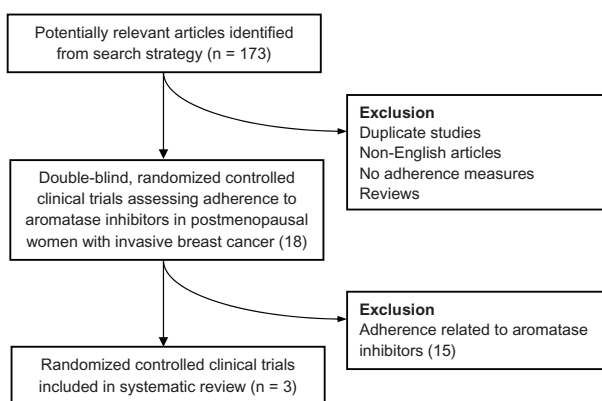 Potentially relevant articles identified
from search strategy (n = 173)
Exclusion
Duplicate studies
Non-English articles
No adherence measures
Reviews
Double-blind, randomized controlled
clinical trials assessing adherence to
aromatase inhibitors in postmenopausal
women with invasive breast cancer (18)
Exclusion
Adherence related to aromatase
inhibitors (15)
Randomized controlled clinical trials
included in systematic review (n = 3)